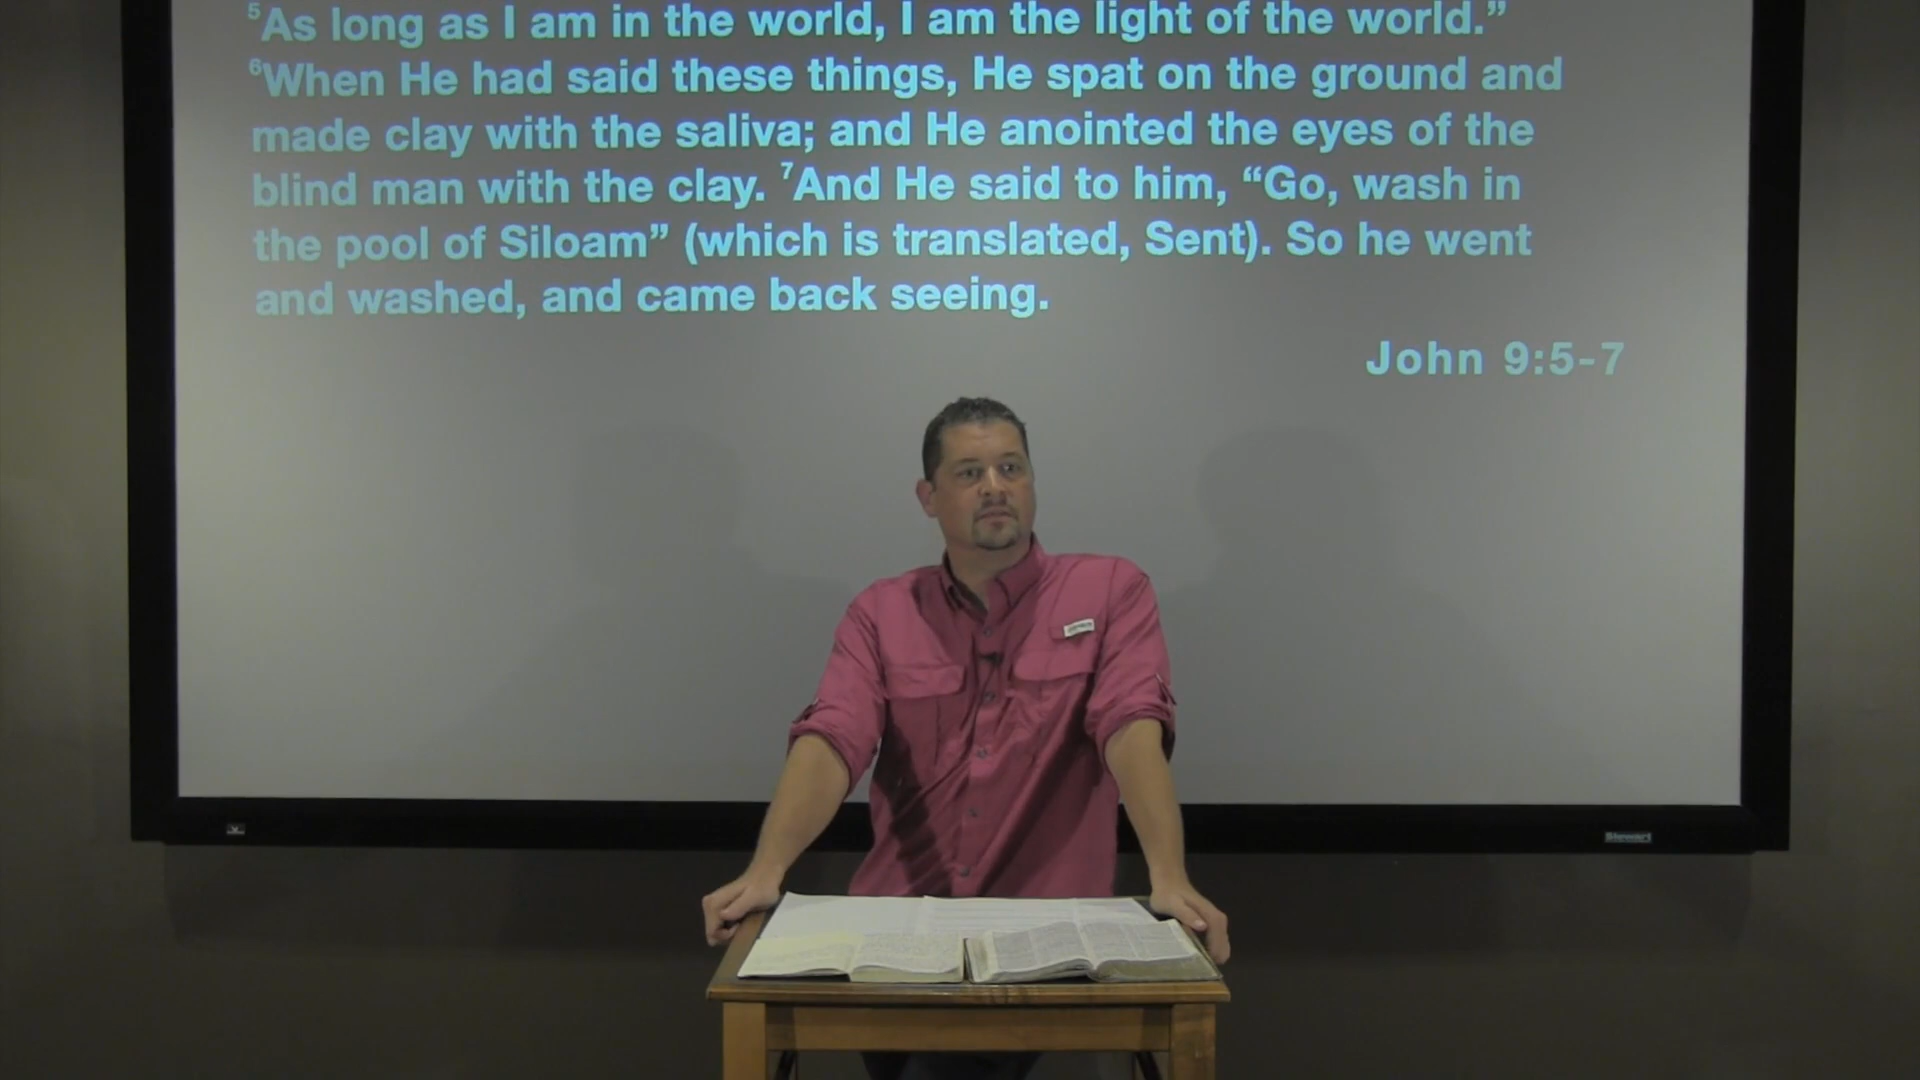 ⁵As long as I am in the world, I am the light of the world.”
⁶When He had said these things, He spat on the ground and
made clay with the saliva; and He anointed the eyes of the
blind man with the clay. ⁷And He said to him, “Go, wash in
the pool of Siloam” (which is translated, Sent). So he went
and washed, and came back seeing.
John 9:5-7
Stewart